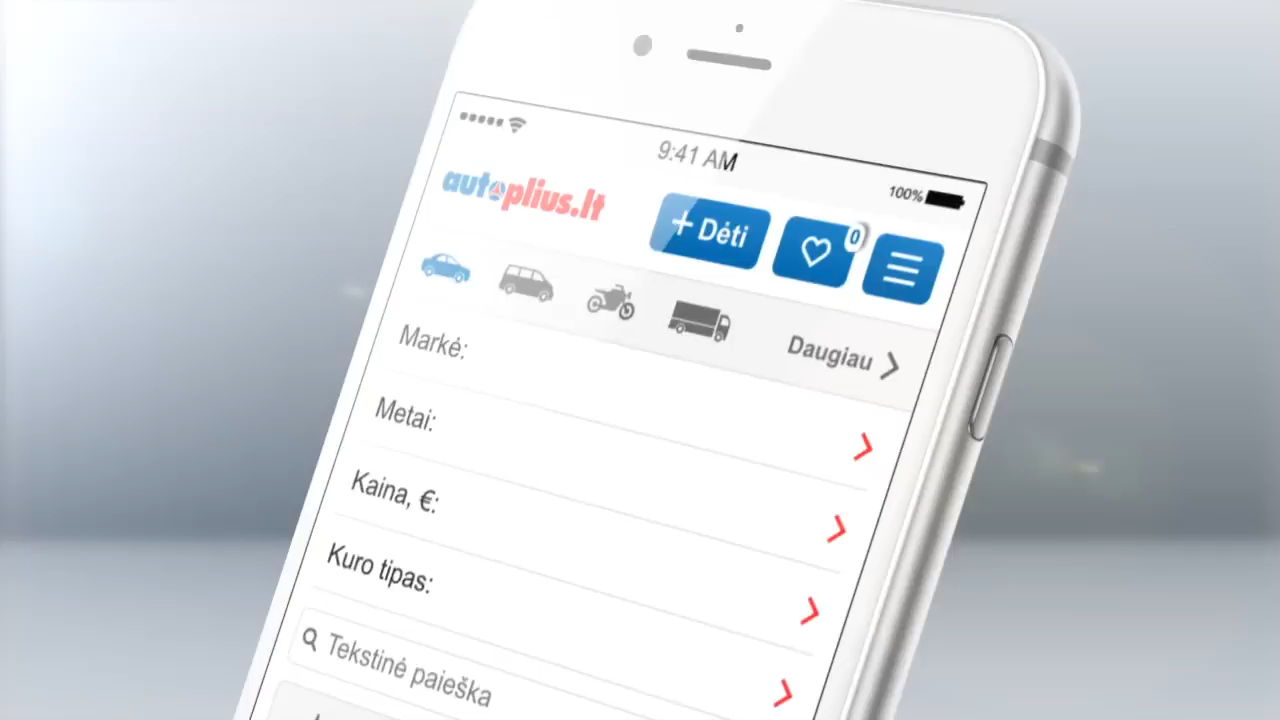 9:41 AM
100%
autoplius.lt
+ Dėti
0
Daugiau
Markė:
Metai:
Kaina, €:
Kuro tipas:
Tekstinė paieška